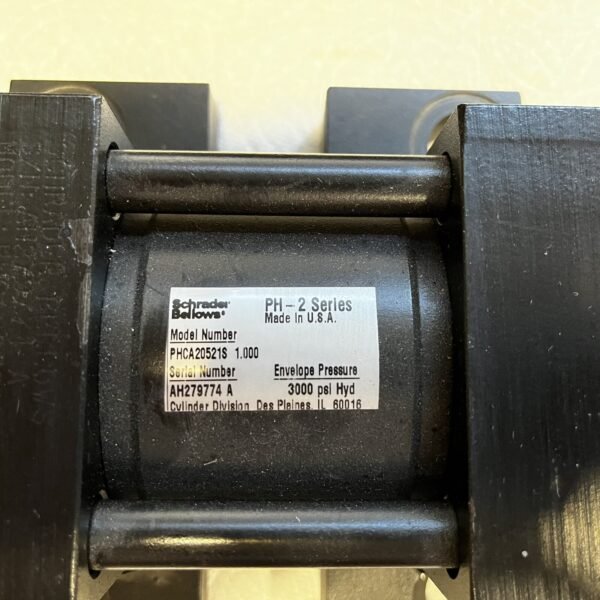 Schrader
Bellows®
PH-2 Series
Made in U.S.A.
Model Number
PHCA20521S 1.000
Serial Number
Envelope Pressure
AH279774 A
3000 psi Hyd
Cylinder Division Des Plaines, IL 60016